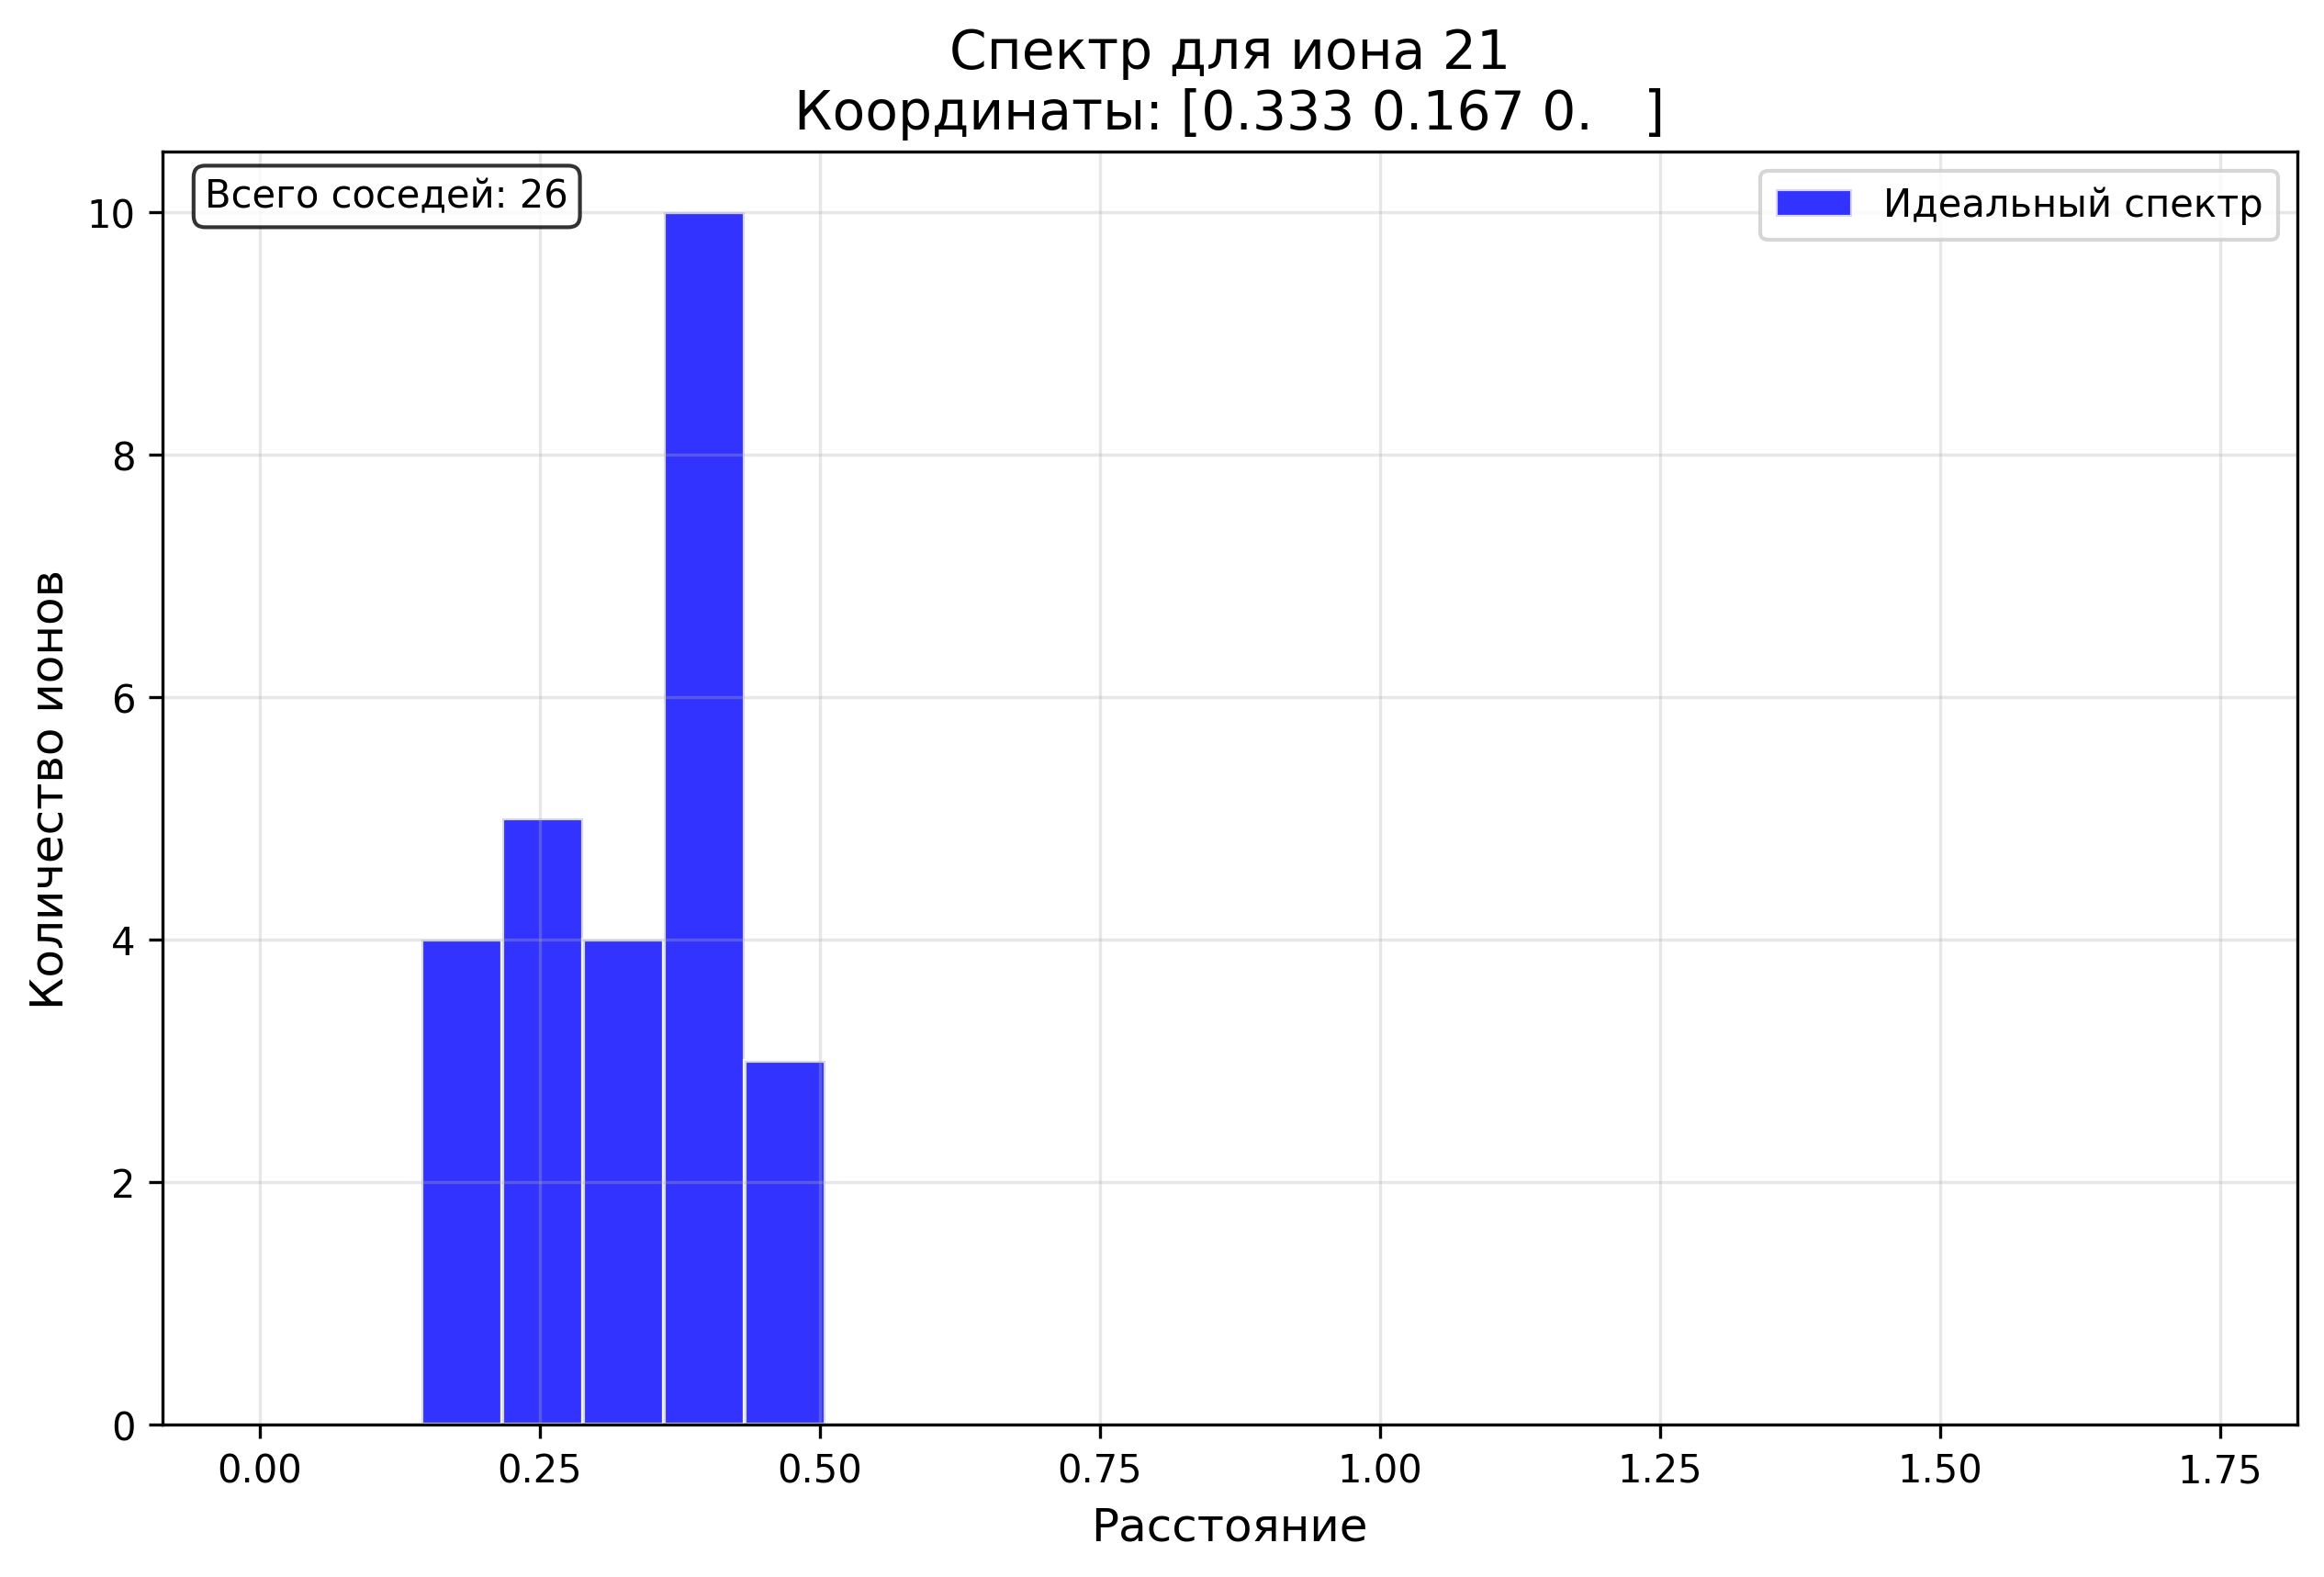 Спектр для иона 21
Координаты: [0.333 0.167 0.    ]
Всего соседей: 26
Идеальный спектр
Количество ионов
10
8
6
4
2
0
0.00 0.25 0.50 0.75 1.00 1.25 1.50 1.75
Расстояние